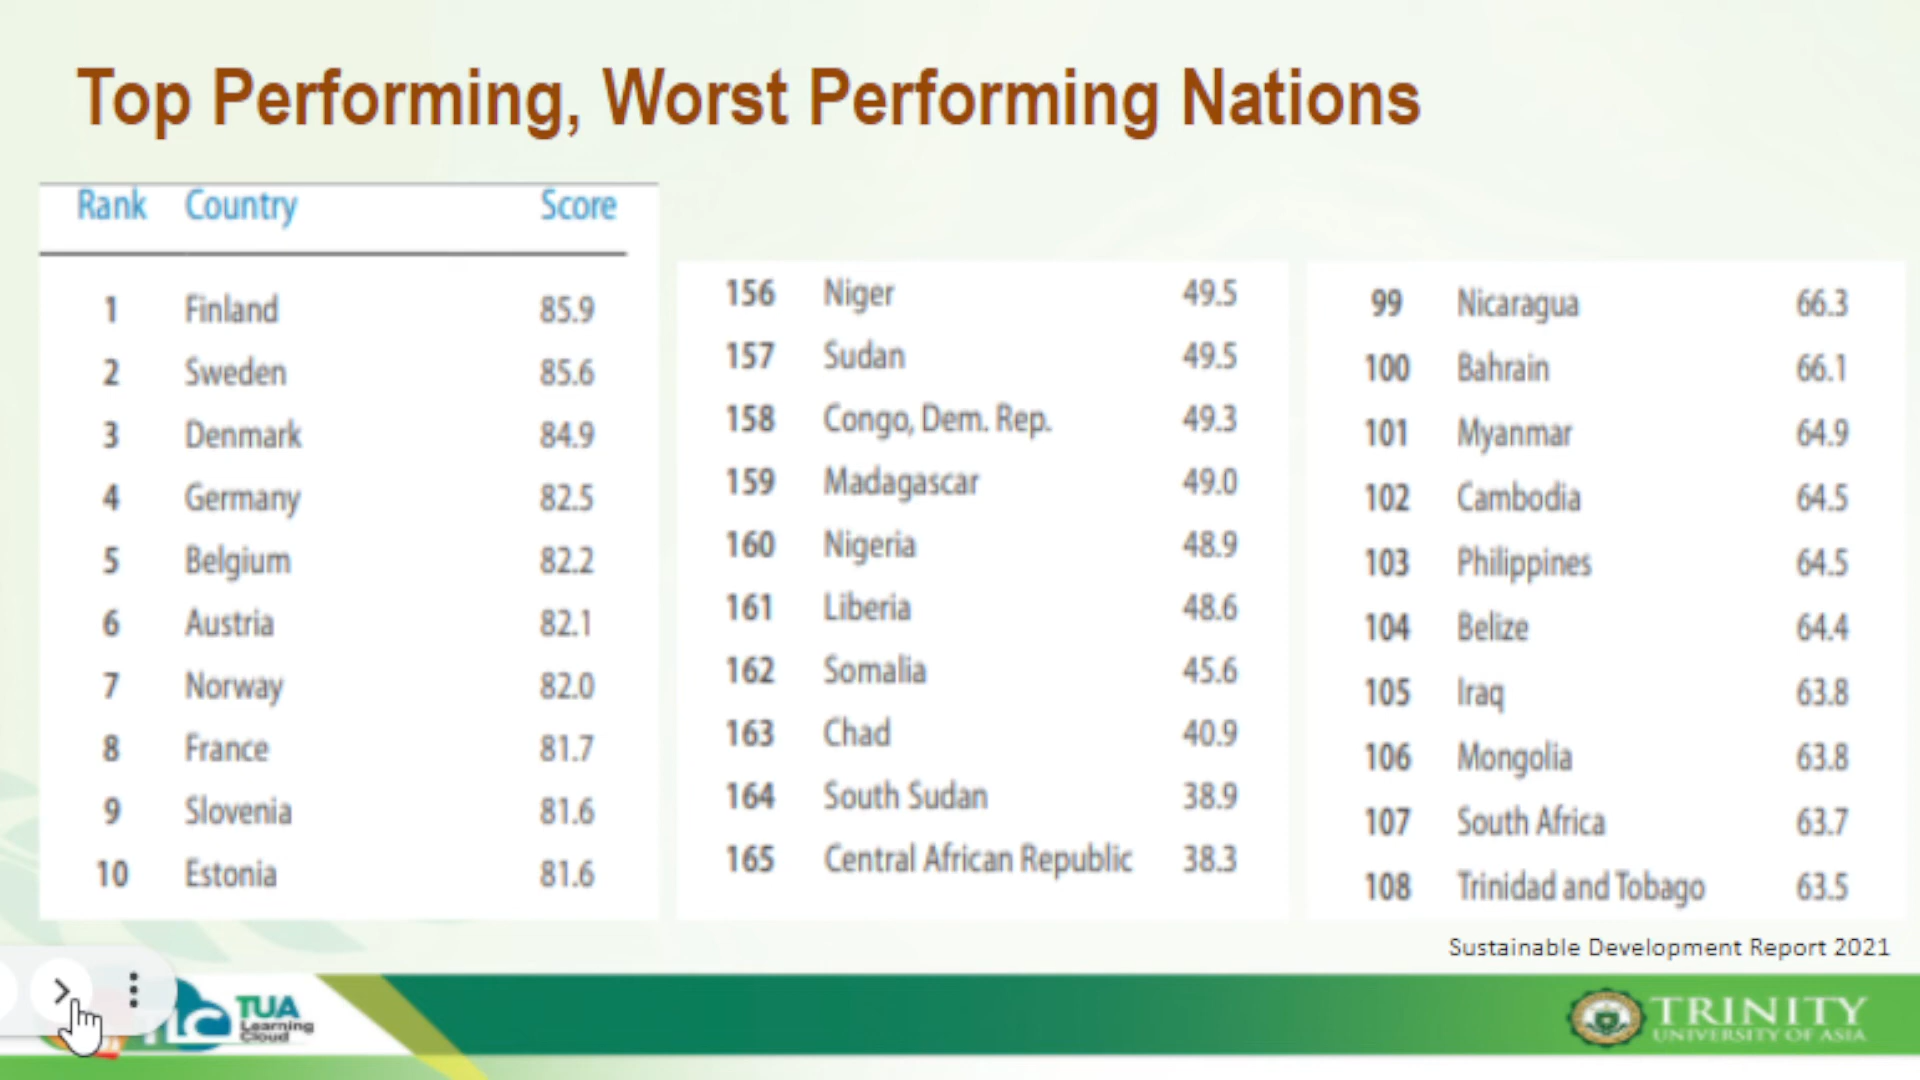 Top Performing, Worst Performing Nations
Rank Country Score
1 Finland 85.9
2 Sweden 85.6
3 Denmark 84.9
4 Germany 82.5
5 Belgium 82.2
6 Austria 82.1
7 Norway 82.0
8 France 81.7
9 Slovenia 81.6
10 Estonia 81.6
156 Niger 49.5
157 Sudan 49.5
158 Congo, Dem. Rep. 49.3
159 Madagascar 49.0
160 Nigeria 48.9
161 Liberia 48.6
162 Somalia 45.6
163 Chad 40.9
164 South Sudan 38.9
165 Central African Republic 38.3
99 Nicaragua 66.3
100 Bahrain 66.1
101 Myanmar 64.9
102 Cambodia 64.5
103 Philippines 64.5
104 Belize 64.4
105 Iraq 63.8
106 Mongolia 63.8
107 South Africa 63.7
108 Trinidad and Tobago 63.5
Sustainable Development Report 2021
TUA
Learning
Cloud
TRINITY
UNIVERSITY OF ASIA